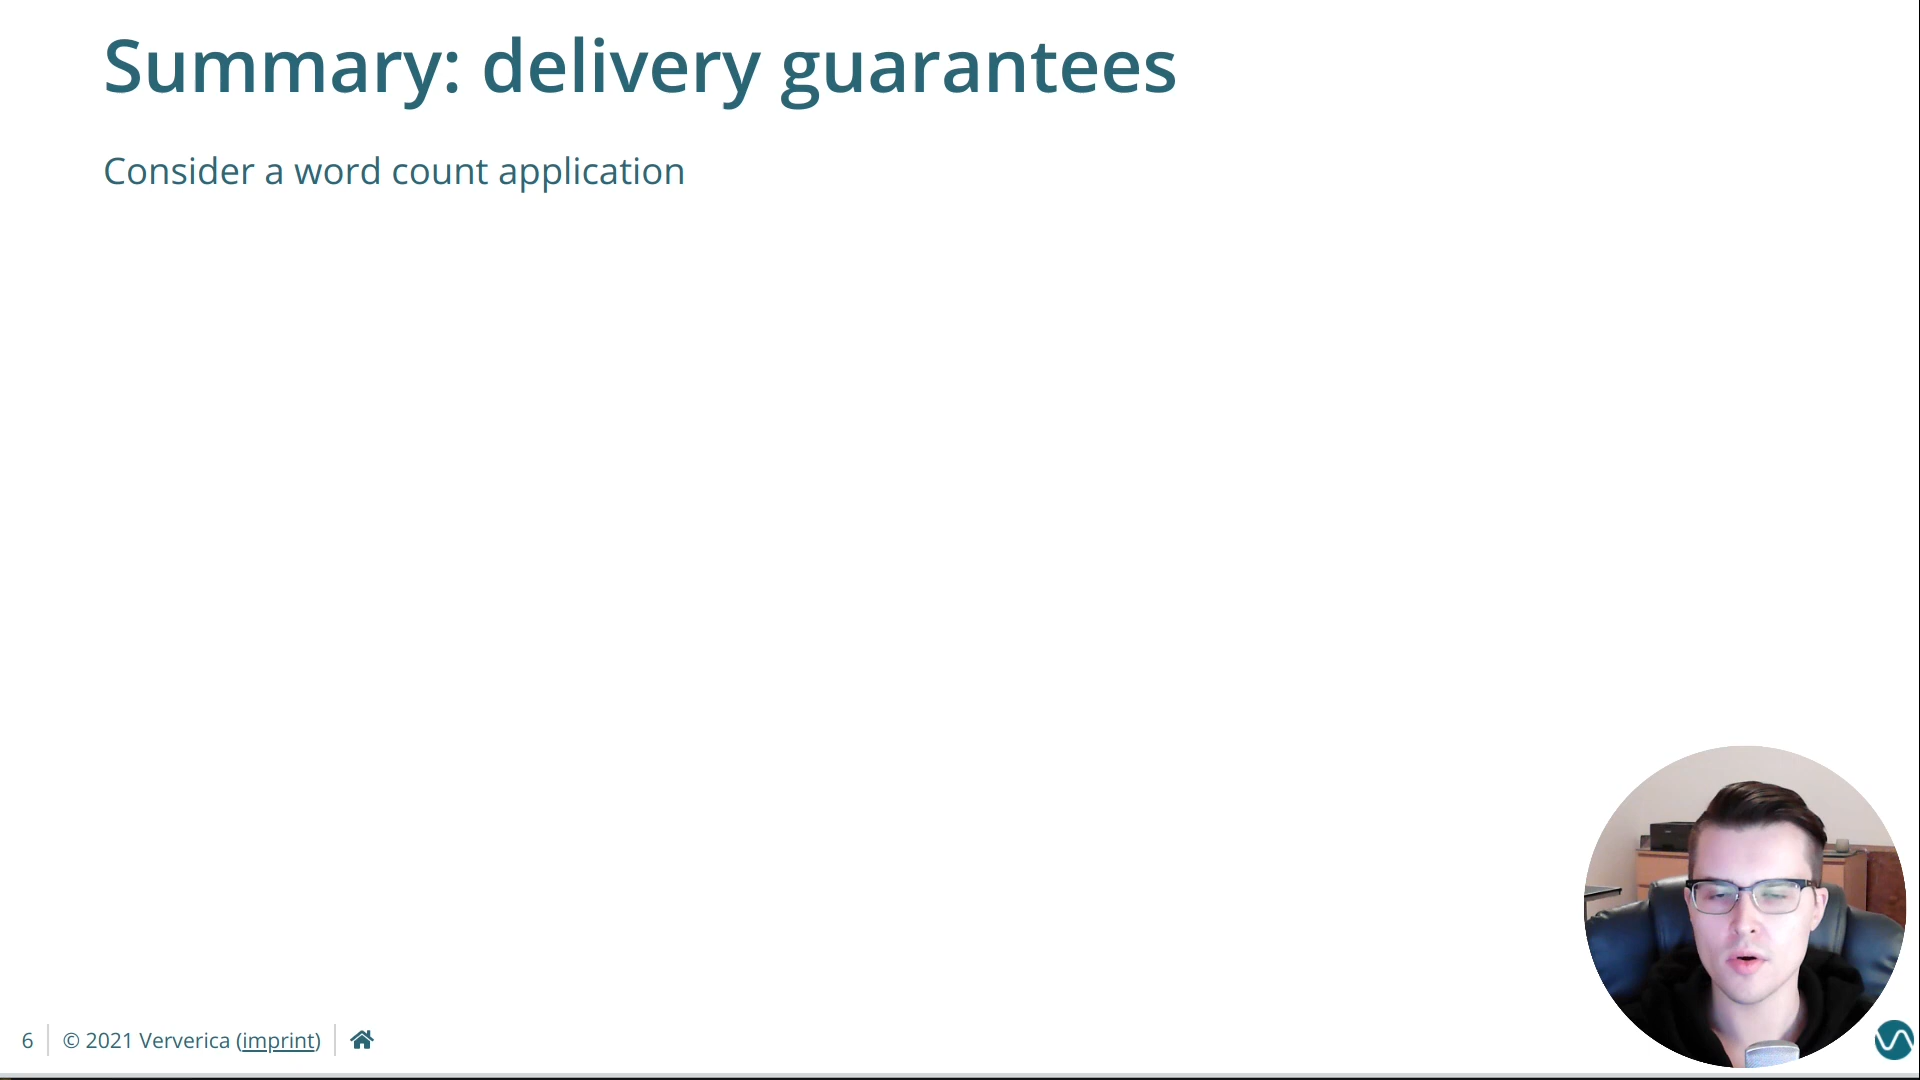 Summary: delivery guarantees
Consider a word count application
6 © 2021 Ververica (imprint)